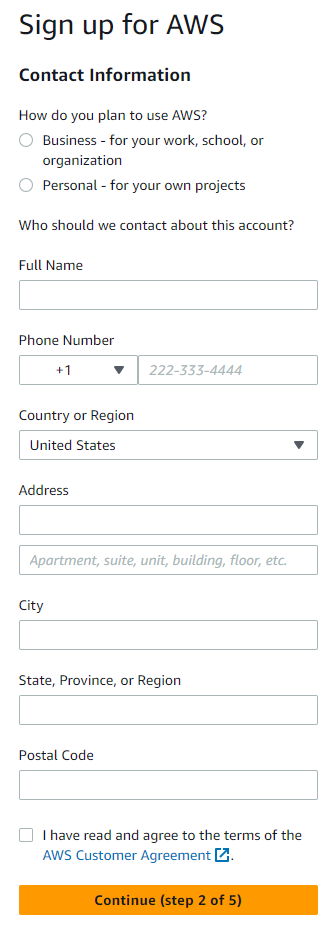 Sign up for AWS
Contact Information
How do you plan to use AWS?
Business - for your work, school, or
organization
Personal - for your own projects
Who should we contact about this account?
Full Name
Phone Number
+1 222-333-4444
Country or Region
United States
Address
Apartment, suite, unit, building, floor, etc.
City
State, Province, or Region
Postal Code
I have read and agree to the terms of the
AWS Customer Agreement .
Continue (step 2 of 5)